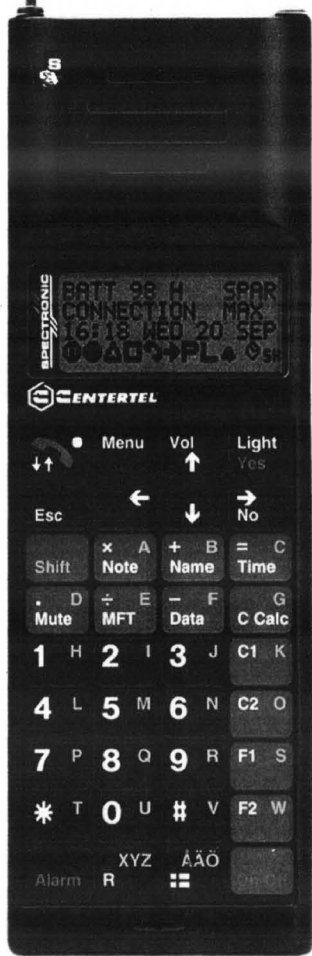 S
BATT 98 H SPAR
CONNECTION MAX
16:18 WED 20 SEP
PL SH
SPECTRONIC
CENTERTEL
Menu Vol Light
Yes
Esc No
Shift × A Note + B Name = C Time
. D Mute ÷ E MFT − F Data G C Calc
1 H 2 I 3 J C1 K
4 L 5 M 6 N C2 O
7 P 8 Q 9 R F1 S
* T 0 U # V F2 W
XYZ ÅÄÖ
Alarm R On Off